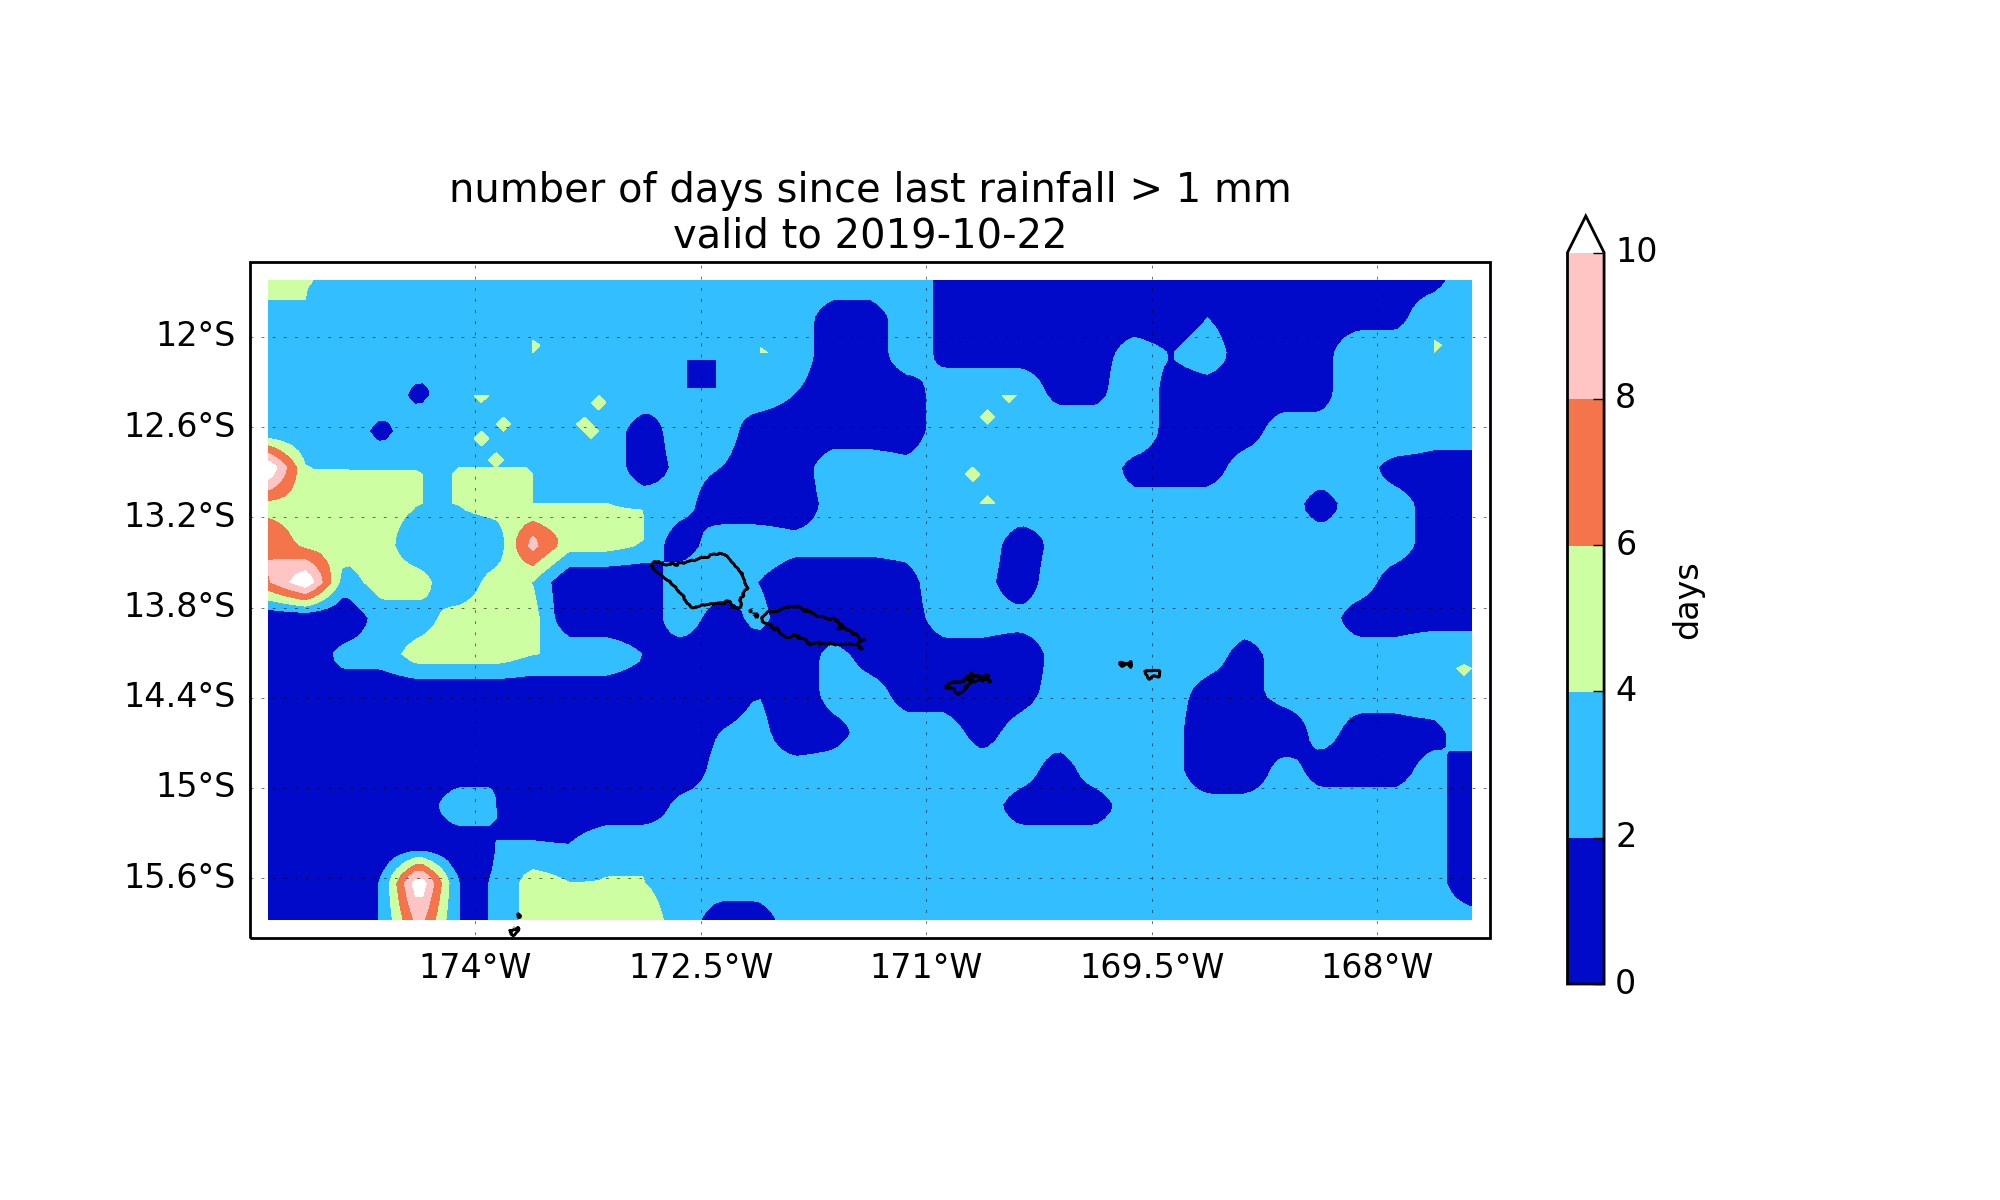 number of days since last rainfall > 1 mm
valid to 2019-10-22
12°S
12.6°S
13.2°S
13.8°S
14.4°S
15°S
15.6°S
174°W
172.5°W
171°W
169.5°W
168°W
10
8
6
4
2
0
days